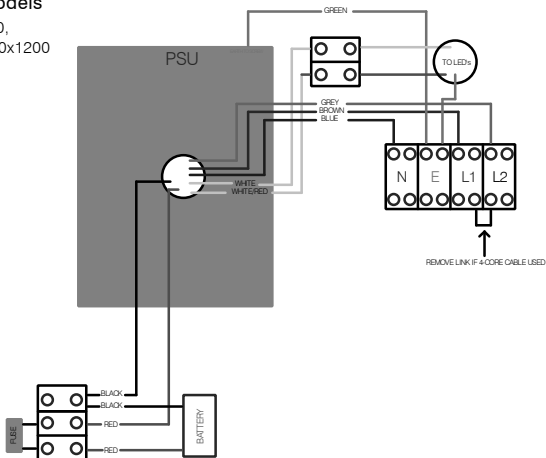 odels
0,
0x1200
GREEN
PSU
TO LED's
GREY
BROWN
BLUE
N E L1 L2
WHITE
WHITE/RED
REMOVE LINK IF 4-CORE CABLE USED
BLACK
BLACK
RED
RED
FUSE
BATTERY